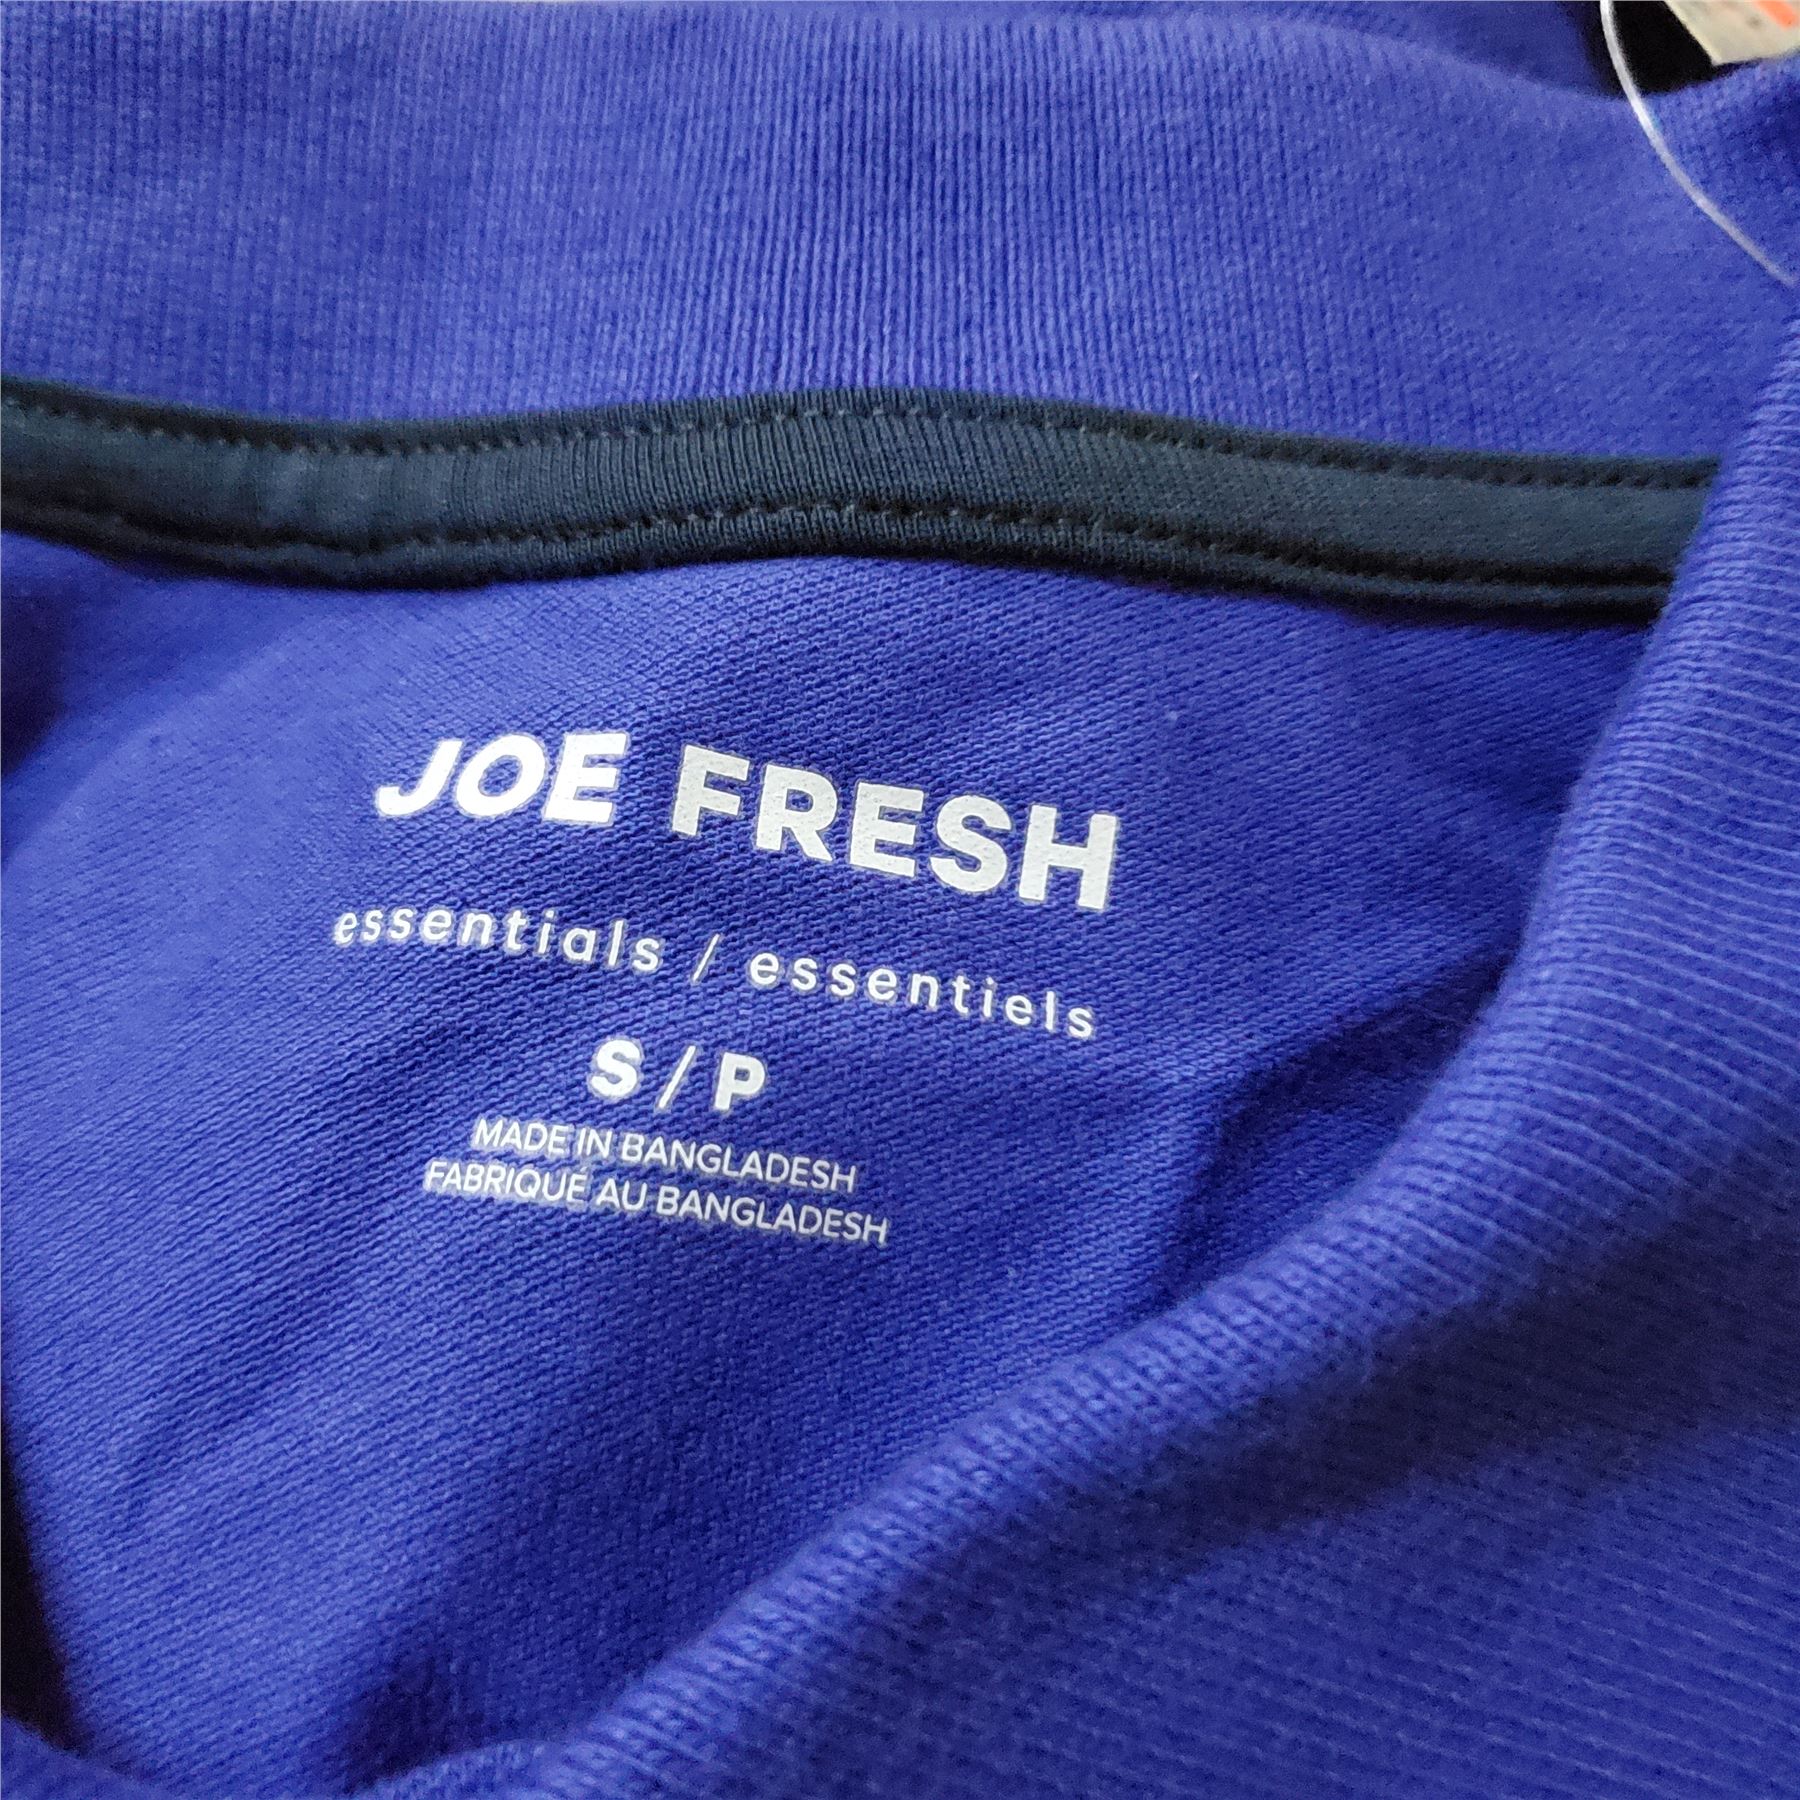 JOE FRESH
essentials / essentiels
S / P
MADE IN BANGLADESH
FABRIQUÉ AU BANGLADESH